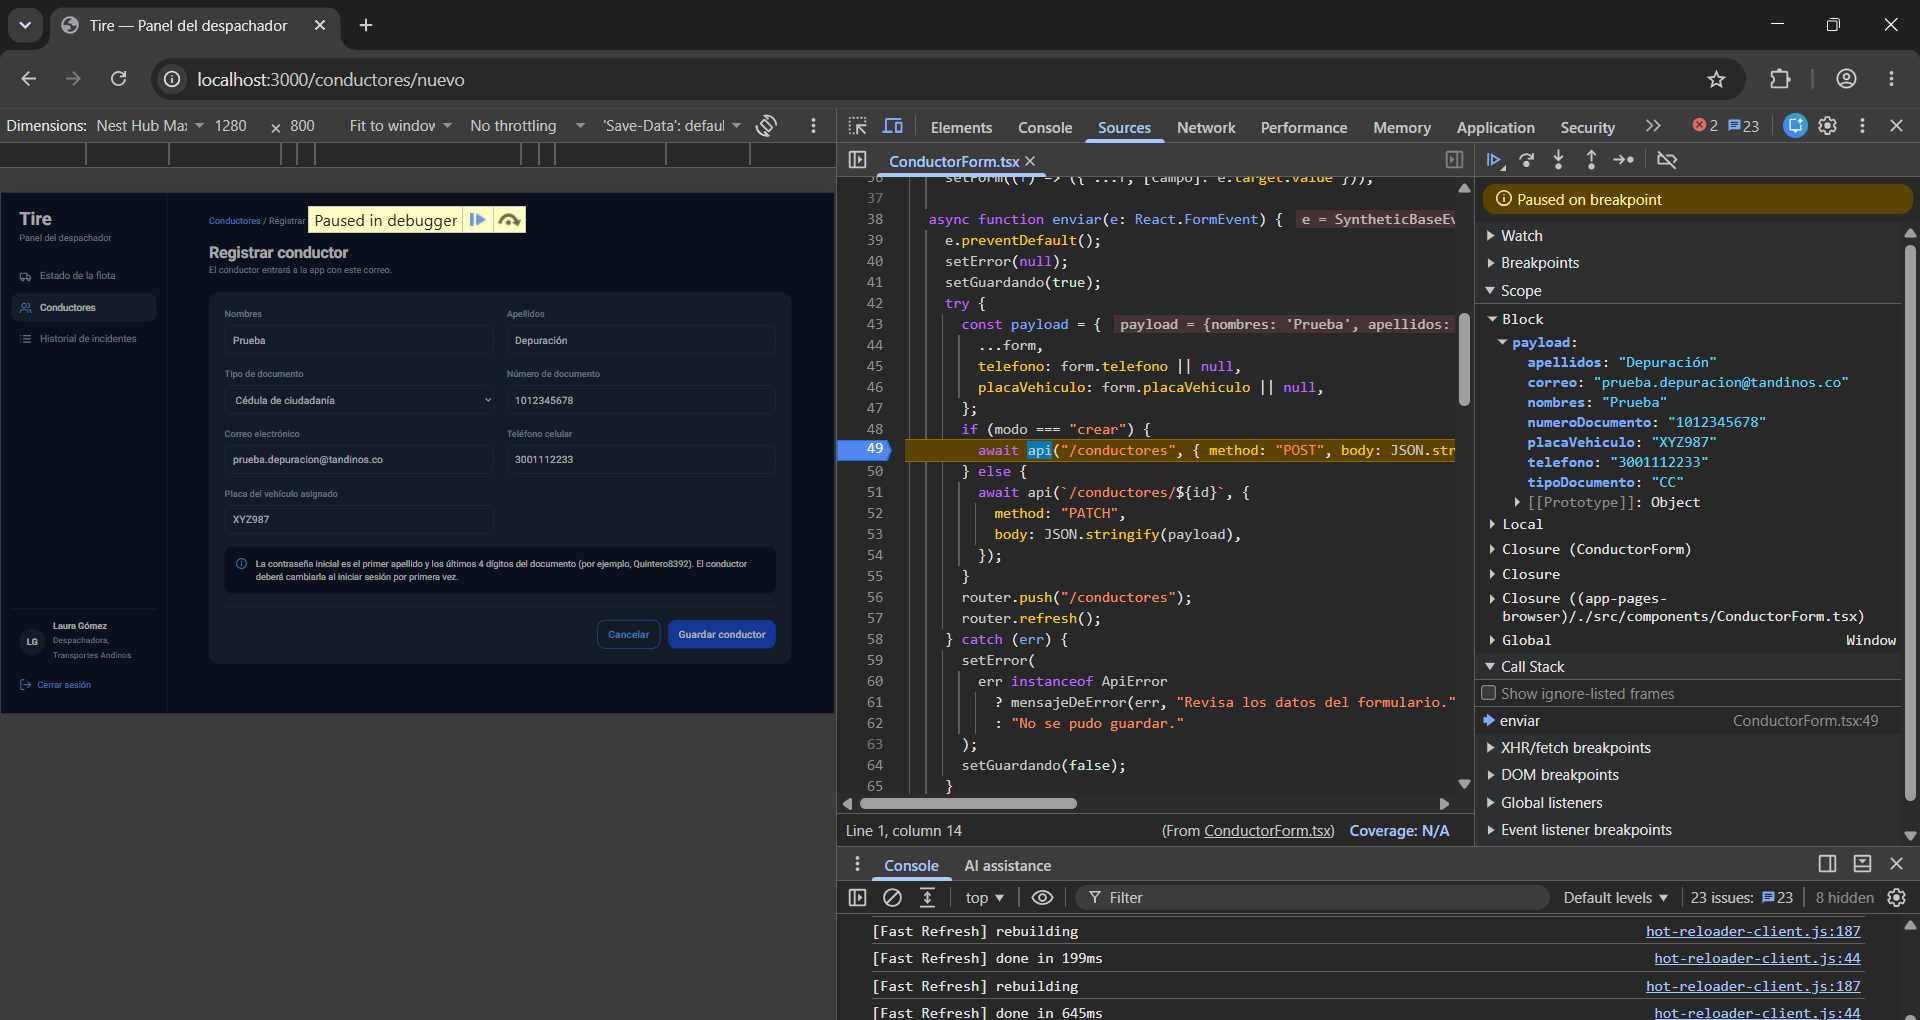 Tire — Panel del despachador
localhost:3000/conductores/nuevo
Dimensions: Nest Hub Max 1280 x 800 Fit to window No throttling 'Save-Data': defaul
Tire
Panel del despachador
Estado de la flota
Conductores
Historial de incidentes
Laura Gómez
LG
Despachadora,
Transportes Andinos
Cerrar sesión
Conductores / Registrar
Paused in debugger
Registrar conductor
El conductor entrará a la app con este correo.
Nombres
Apellidos
Prueba
Depuración
Tipo de documento
Número de documento
Cédula de ciudadanía
1012345678
Correo electrónico
Teléfono celular
prueba.depuracion@tandinos.co
3001112233
Placa del vehículo asignado
XYZ987
La contraseña inicial es el primer apellido y los últimos 4 dígitos del documento (por ejemplo, Quintero8392). El conductor
deberá cambiarla al iniciar sesión por primera vez.
Cancelar
Guardar conductor
Elements Console Sources Network Performance Memory Application Security 2 23
ConductorForm.tsx
36 setForm((f) => ({ ...f, [campo]: e.target.value }));
37
38 async function enviar(e: React.FormEvent) { e = SyntheticBaseEv
39 e.preventDefault();
40 setError(null);
41 setGuardando(true);
42 try {
43 const payload = { payload = {nombres: 'Prueba', apellidos:
44 ...form,
45 telefono: form.telefono || null,
46 placaVehiculo: form.placaVehiculo || null,
47 };
48 if (modo === "crear") {
49 await api("/conductores", { method: "POST", body: JSON.str
50 } else {
51 await api(`/conductores/${id}`, {
52 method: "PATCH",
53 body: JSON.stringify(payload),
54 });
55 }
56 router.push("/conductores");
57 router.refresh();
58 } catch (err) {
59 setError(
60 err instanceof ApiError
61 ? mensajeDeError(err, "Revisa los datos del formulario."
62 : "No se pudo guardar."
63 );
64 setGuardando(false);
65 }
Line 1, column 14 (From ConductorForm.tsx) Coverage: N/A
Paused on breakpoint
Watch
Breakpoints
Scope
Block
payload:
apellidos: "Depuración"
correo: "prueba.depuracion@tandinos.co"
nombres: "Prueba"
numeroDocumento: "1012345678"
placaVehiculo: "XYZ987"
telefono: "3001112233"
tipoDocumento: "CC"
[[Prototype]]: Object
Local
Closure (ConductorForm)
Closure
Closure ((app-pages-
browser)/./src/components/ConductorForm.tsx)
Global Window
Call Stack
Show ignore-listed frames
enviar ConductorForm.tsx:49
XHR/fetch breakpoints
DOM breakpoints
Global listeners
Event listener breakpoints
Console AI assistance
top Filter Default levels 23 issues: 23 8 hidden
[Fast Refresh] rebuilding hot-reloader-client.js:187
[Fast Refresh] done in 199ms hot-reloader-client.js:44
[Fast Refresh] rebuilding hot-reloader-client.js:187
[Fast Refresh] done in 645ms hot-reloader-client.js:44